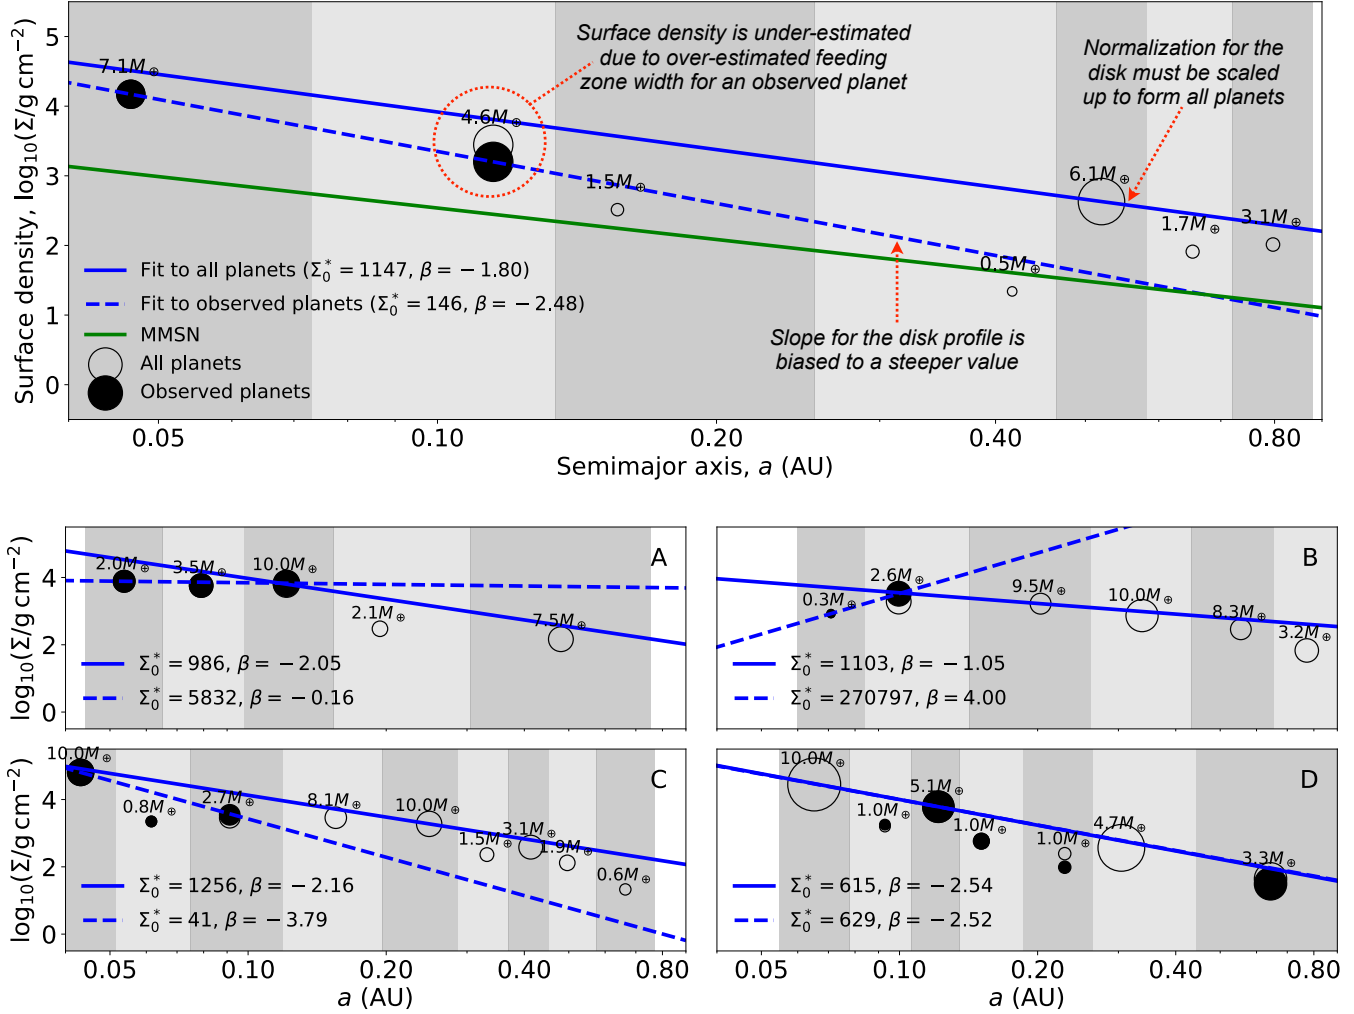 Surface density is under-estimated
due to over-estimated feeding
zone width for an observed planet
Normalization for the
disk must be scaled
up to form all planets
5
4
3
2
1
0
Surface density, log₁₀(Σ/g cm⁻²)
7.1M⊕
4.6M⊕
1.5M⊕
0.5M⊕
6.1M⊕
1.7M⊕
3.1M⊕
Fit to all planets (Σ₀* = 1147, β = −1.80)
Fit to observed planets (Σ₀* = 146, β = −2.48)
MMSN
All planets
Observed planets
Slope for the disk profile is
biased to a steeper value
0.05 0.10 0.20 0.40 0.80
Semimajor axis, a (AU)
A
4
2
0
log₁₀(Σ/g cm⁻²)
2.0M⊕
3.5M⊕
10.0M⊕
2.1M⊕
7.5M⊕
Σ₀* = 986, β = −2.05
Σ₀* = 5832, β = −0.16
B
0.3M⊕
2.6M⊕
9.5M⊕
10.0M⊕
8.3M⊕
3.2M⊕
Σ₀* = 1103, β = −1.05
Σ₀* = 270797, β = 4.00
C
4
2
0
log₁₀(Σ/g cm⁻²)
10.0M⊕
0.8M⊕
2.7M⊕
8.1M⊕
10.0M⊕
1.5M⊕
3.1M⊕
1.9M⊕
0.6M⊕
Σ₀* = 1256, β = −2.16
Σ₀* = 41, β = −3.79
0.05 0.10 0.20 0.40 0.80
a (AU)
D
10.0M⊕
1.0M⊕
5.1M⊕
1.0M⊕
1.0M⊕
4.7M⊕
3.3M⊕
Σ₀* = 615, β = −2.54
Σ₀* = 629, β = −2.52
0.05 0.10 0.20 0.40 0.80
a (AU)